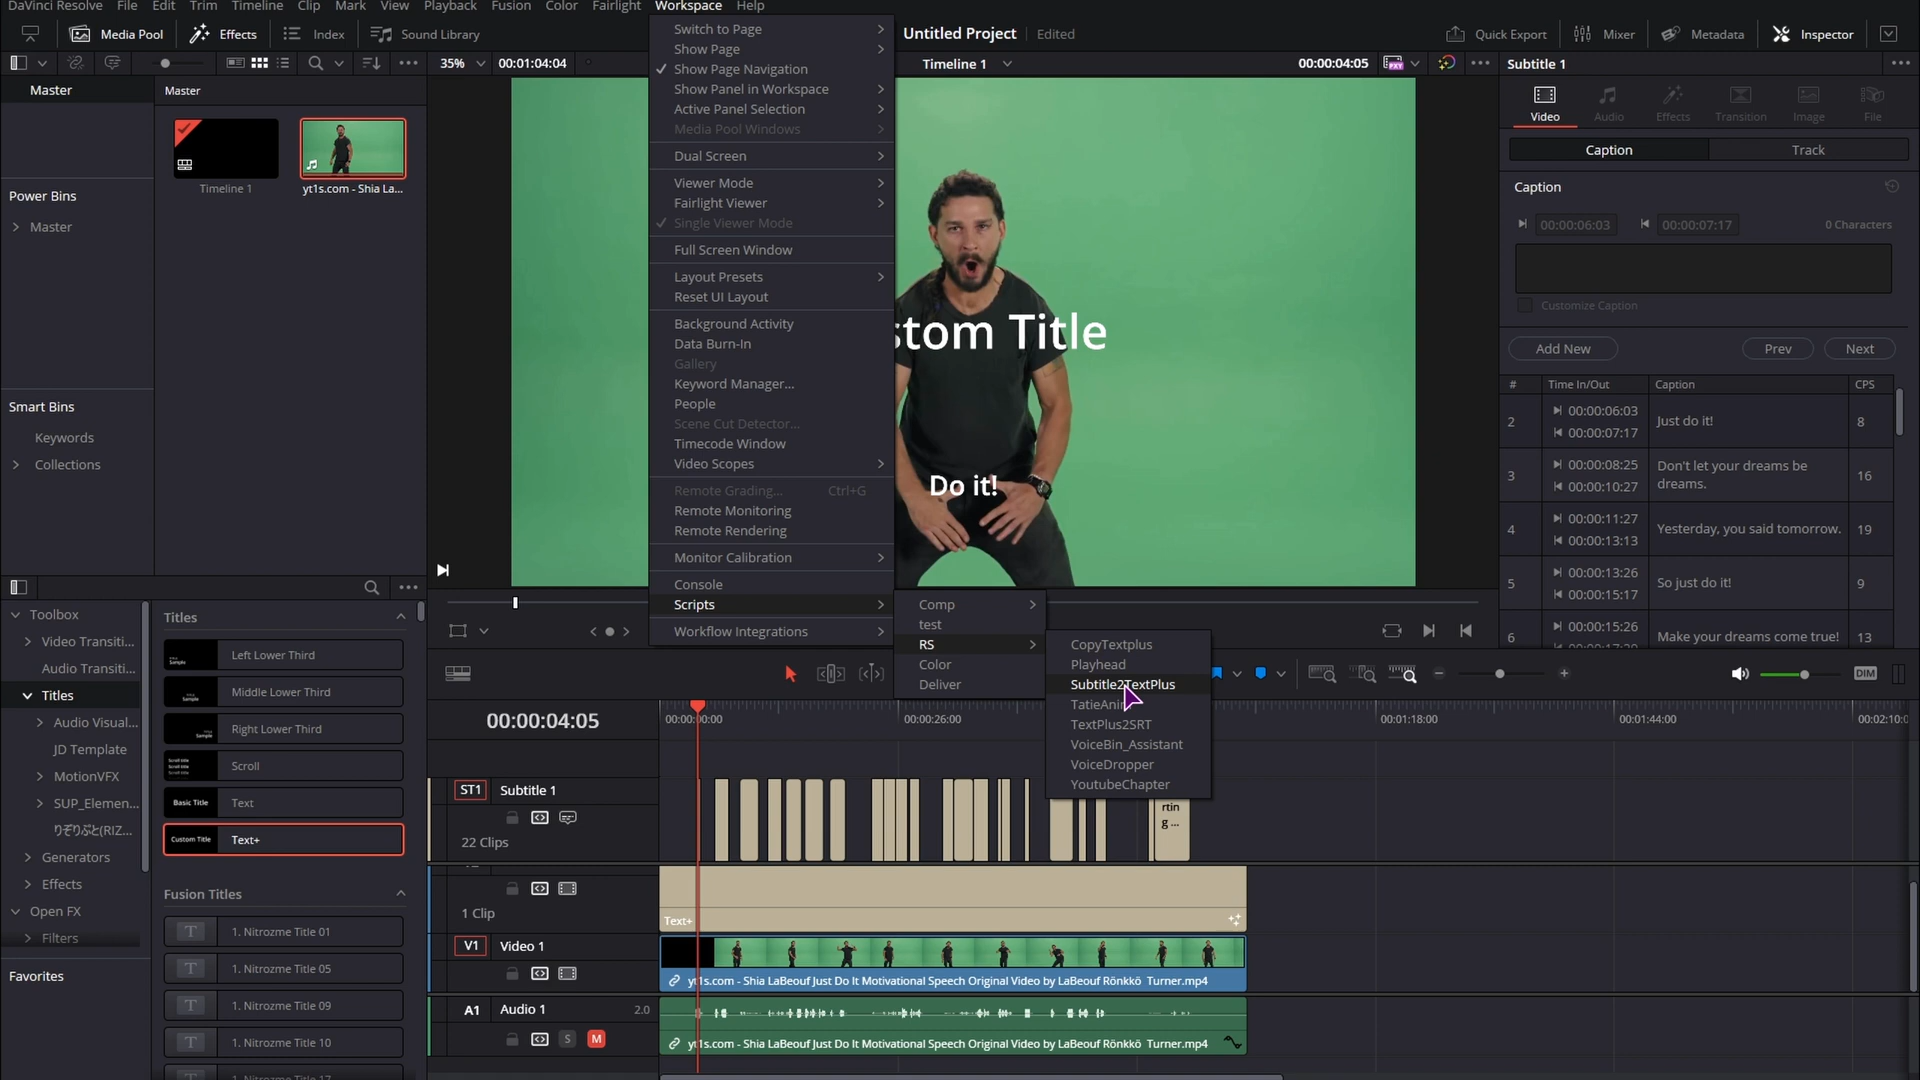 DaVinci Resolve File Edit Trim Timeline Clip Mark View Playback Fusion Color Fairlight Workspace Help
Media Pool Effects Index Sound Library
Untitled Project Edited
Quick Export Mixer Metadata Inspector
35% 00:01:04:04
Timeline 1
00:00:04:05
Subtitle 1
Master
Master
Timeline 1
yt1s.com - Shia La...
Power Bins
Master
Smart Bins
Keywords
Collections
Switch to Page
Show Page
Show Page Navigation
Show Panel in Workspace
Active Panel Selection
Media Pool Windows
Dual Screen
Viewer Mode
Fairlight Viewer
Single Viewer Mode
Full Screen Window
Layout Presets
Reset UI Layout
Background Activity
Data Burn-In
Gallery
Keyword Manager...
People
Scene Cut Detector...
Timecode Window
Video Scopes
Remote Grading... Ctrl+G
Remote Monitoring
Remote Rendering
Monitor Calibration
Console
Scripts
Workflow Integrations
Comp
test
RS
Color
Deliver
CopyTextplus
Playhead
Subtitle2TextPlus
TatieAni
TextPlus2SRT
VoiceBin_Assistant
VoiceDropper
YoutubeChapter
stom Title
Do it!
Video Audio Effects Transition Image File
Caption Track
Caption
00:00:06:03 00:00:07:17 0 Characters
Customize Caption
Add New Prev Next
# Time In/Out Caption CPS
2 00:00:06:03 Just do it! 8
00:00:07:17
3 00:00:08:25 Don't let your dreams be dreams. 16
00:00:10:27
4 00:00:11:27 Yesterday, you said tomorrow. 19
00:00:13:13
5 00:00:13:26 So just do it! 9
00:00:15:17
6 00:00:15:26 Make your dreams come true! 13
Toolbox
Video Transiti...
Audio Transiti...
Titles
Audio Visual...
JD Template
MotionVFX
SUP_Elemen...
りぞりぷと(RIZ...
Generators
Effects
Open FX
Filters
Favorites
Titles
Left Lower Third
Middle Lower Third
Right Lower Third
Scroll
Basic Title Text
Custom Title Text+
Fusion Titles
1. Nitrozme Title 01
1. Nitrozme Title 05
1. Nitrozme Title 09
1. Nitrozme Title 10
1. Nitrozme Title 17
DIM
00:00:04:05
00:00:00:00 00:00:26:00 00:01:18:00 00:01:44:00 00:02:10:0
ST1 Subtitle 1
22 Clips
rtin
g ...
1 Clip
Text+
V1 Video 1
yt1s.com - Shia LaBeouf Just Do It Motivational Speech Original Video by LaBeouf Rönkkö Turner.mp4
A1 Audio 1 2.0
S M
yt1s.com - Shia LaBeouf Just Do It Motivational Speech Original Video by LaBeouf Rönkkö Turner.mp4